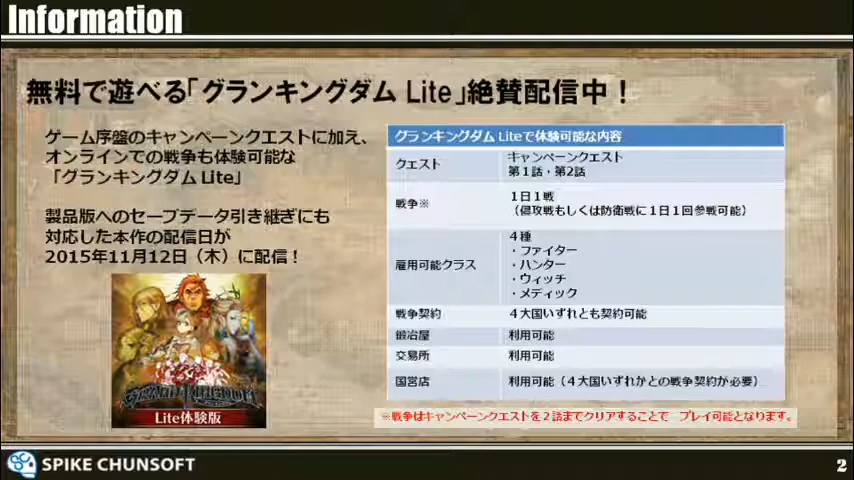 Information
無料で遊べる「グランキングダム Lite」絶賛配信中！
ゲーム序盤のキャンペーンクエストに加え、
オンラインでの戦争も体験可能な
「グランキングダム Lite」
製品版へのセーブデータ引き継ぎにも
対応した本作の配信日が
2015年11月12日（木）に配信！
GRAND KINGDOM
Lite体験版
グランキングダム Liteで体験可能な内容
クエスト
キャンペーンクエスト
第１話・第２話
戦争※
１日１戦
（侵攻戦もしくは防衛戦に１日１回参戦可能）
雇用可能クラス
４種
・ファイター
・ハンター
・ウィッチ
・メディック
戦争契約
４大国いずれとも契約可能
鍛冶屋
利用可能
交易所
利用可能
国営店
利用可能（４大国いずれかとの戦争契約が必要）
※戦争はキャンペーンクエストを２話までクリアすることで プレイ可能となります。
SPIKE CHUNSOFT
2